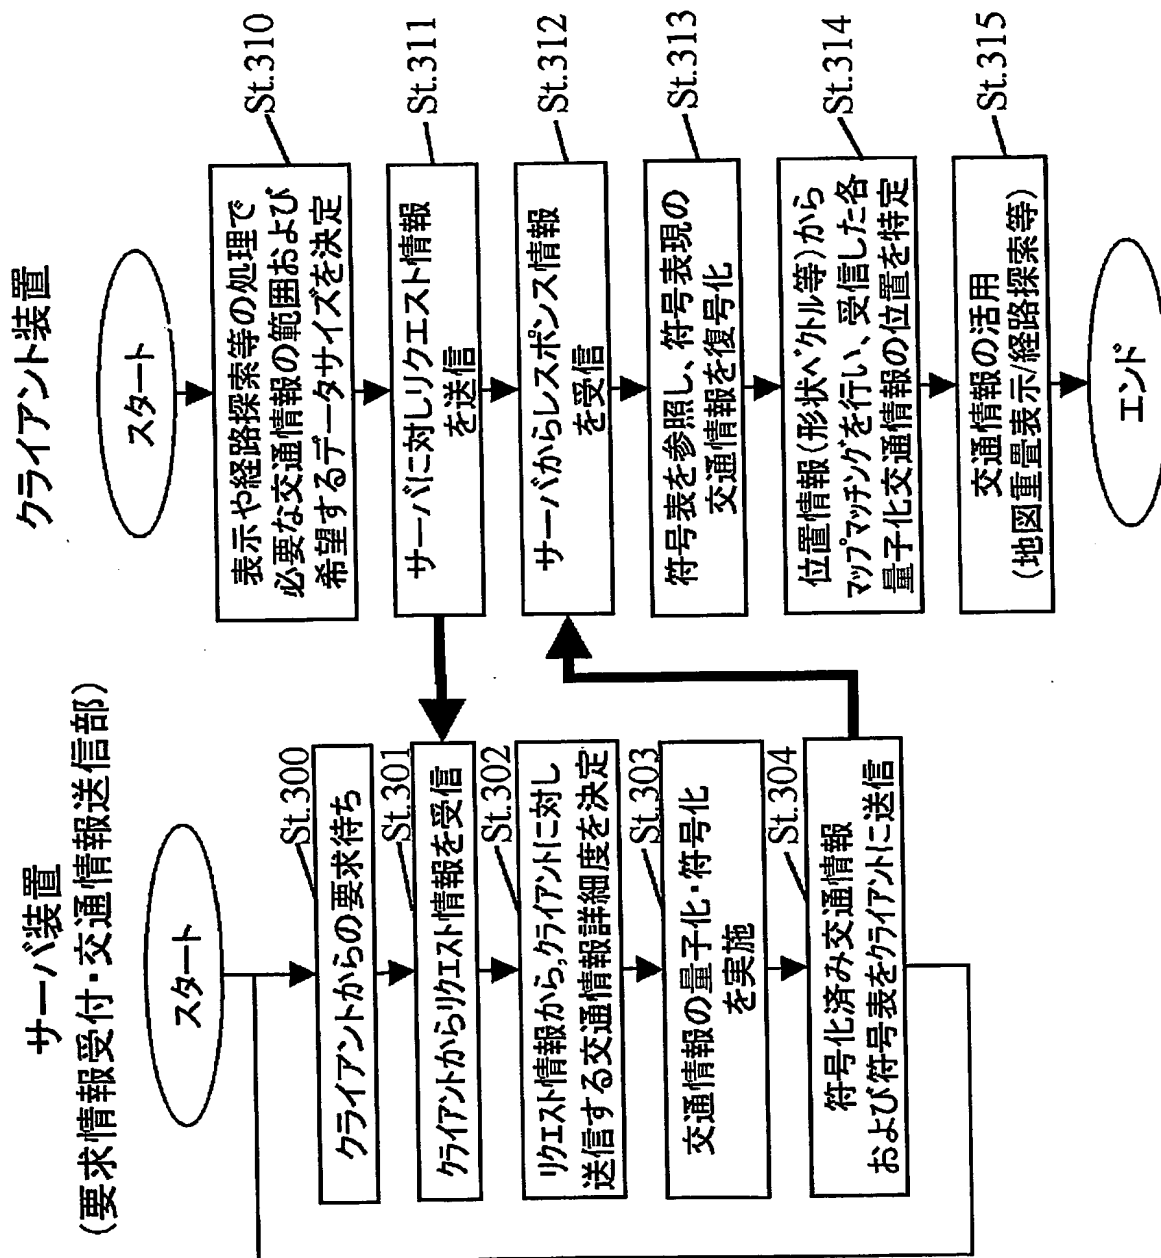 サーバ装置
(要求情報受付・交通情報送信部)
スタート
St.300
クライアントからの要求待ち
St.301
クライアントからリクエスト情報を受信
St.302
リクエスト情報から,クライアントに対し
送信する交通情報詳細度を決定
St.303
交通情報の量子化・符号化
を実施
St.304
符号化済み交通情報
および符号表をクライアントに送信
クライアント装置
スタート
St.310
表示や経路探索等の処理で
必要な交通情報の範囲および
希望するデータサイズを決定
St.311
サーバに対しリクエスト情報
を送信
St.312
サーバからレスポンス情報
を受信
St.313
符号表を参照し、符号表現の
交通情報を復号化
St.314
位置情報(形状ベクトル等)から
マップマッチングを行い、受信した各
量子化交通情報の位置を特定
St.315
交通情報の活用
(地図重畳表示/経路探索等)
エンド